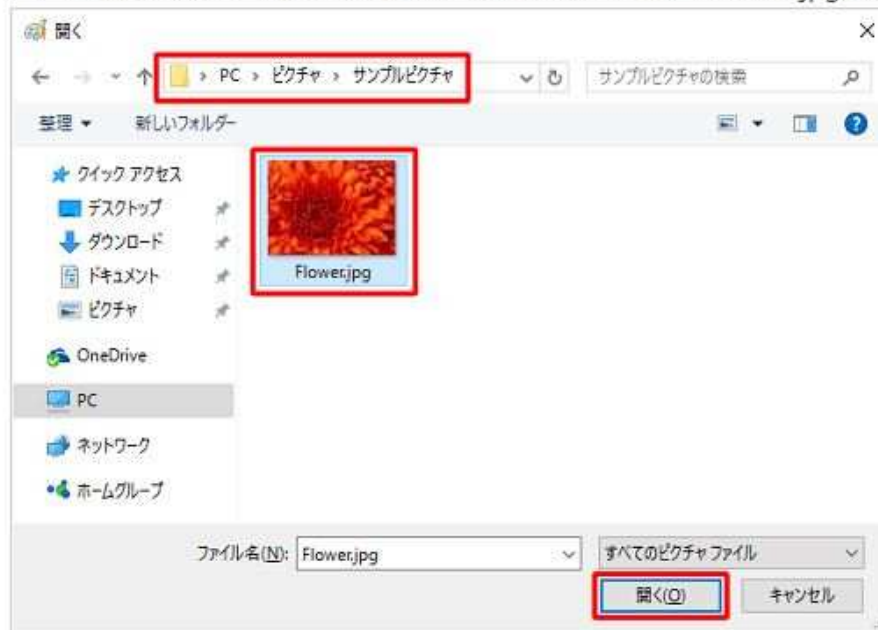 開く
PC › ピクチャ › サンプルピクチャ
サンプルピクチャの検索
整理
新しいフォルダー
クイック アクセス
デスクトップ
ダウンロード
ドキュメント
ピクチャ
OneDrive
PC
ネットワーク
ホームグループ
Flower.jpg
ファイル名(N): Flower.jpg
すべてのピクチャ ファイル
開く(O)
キャンセル